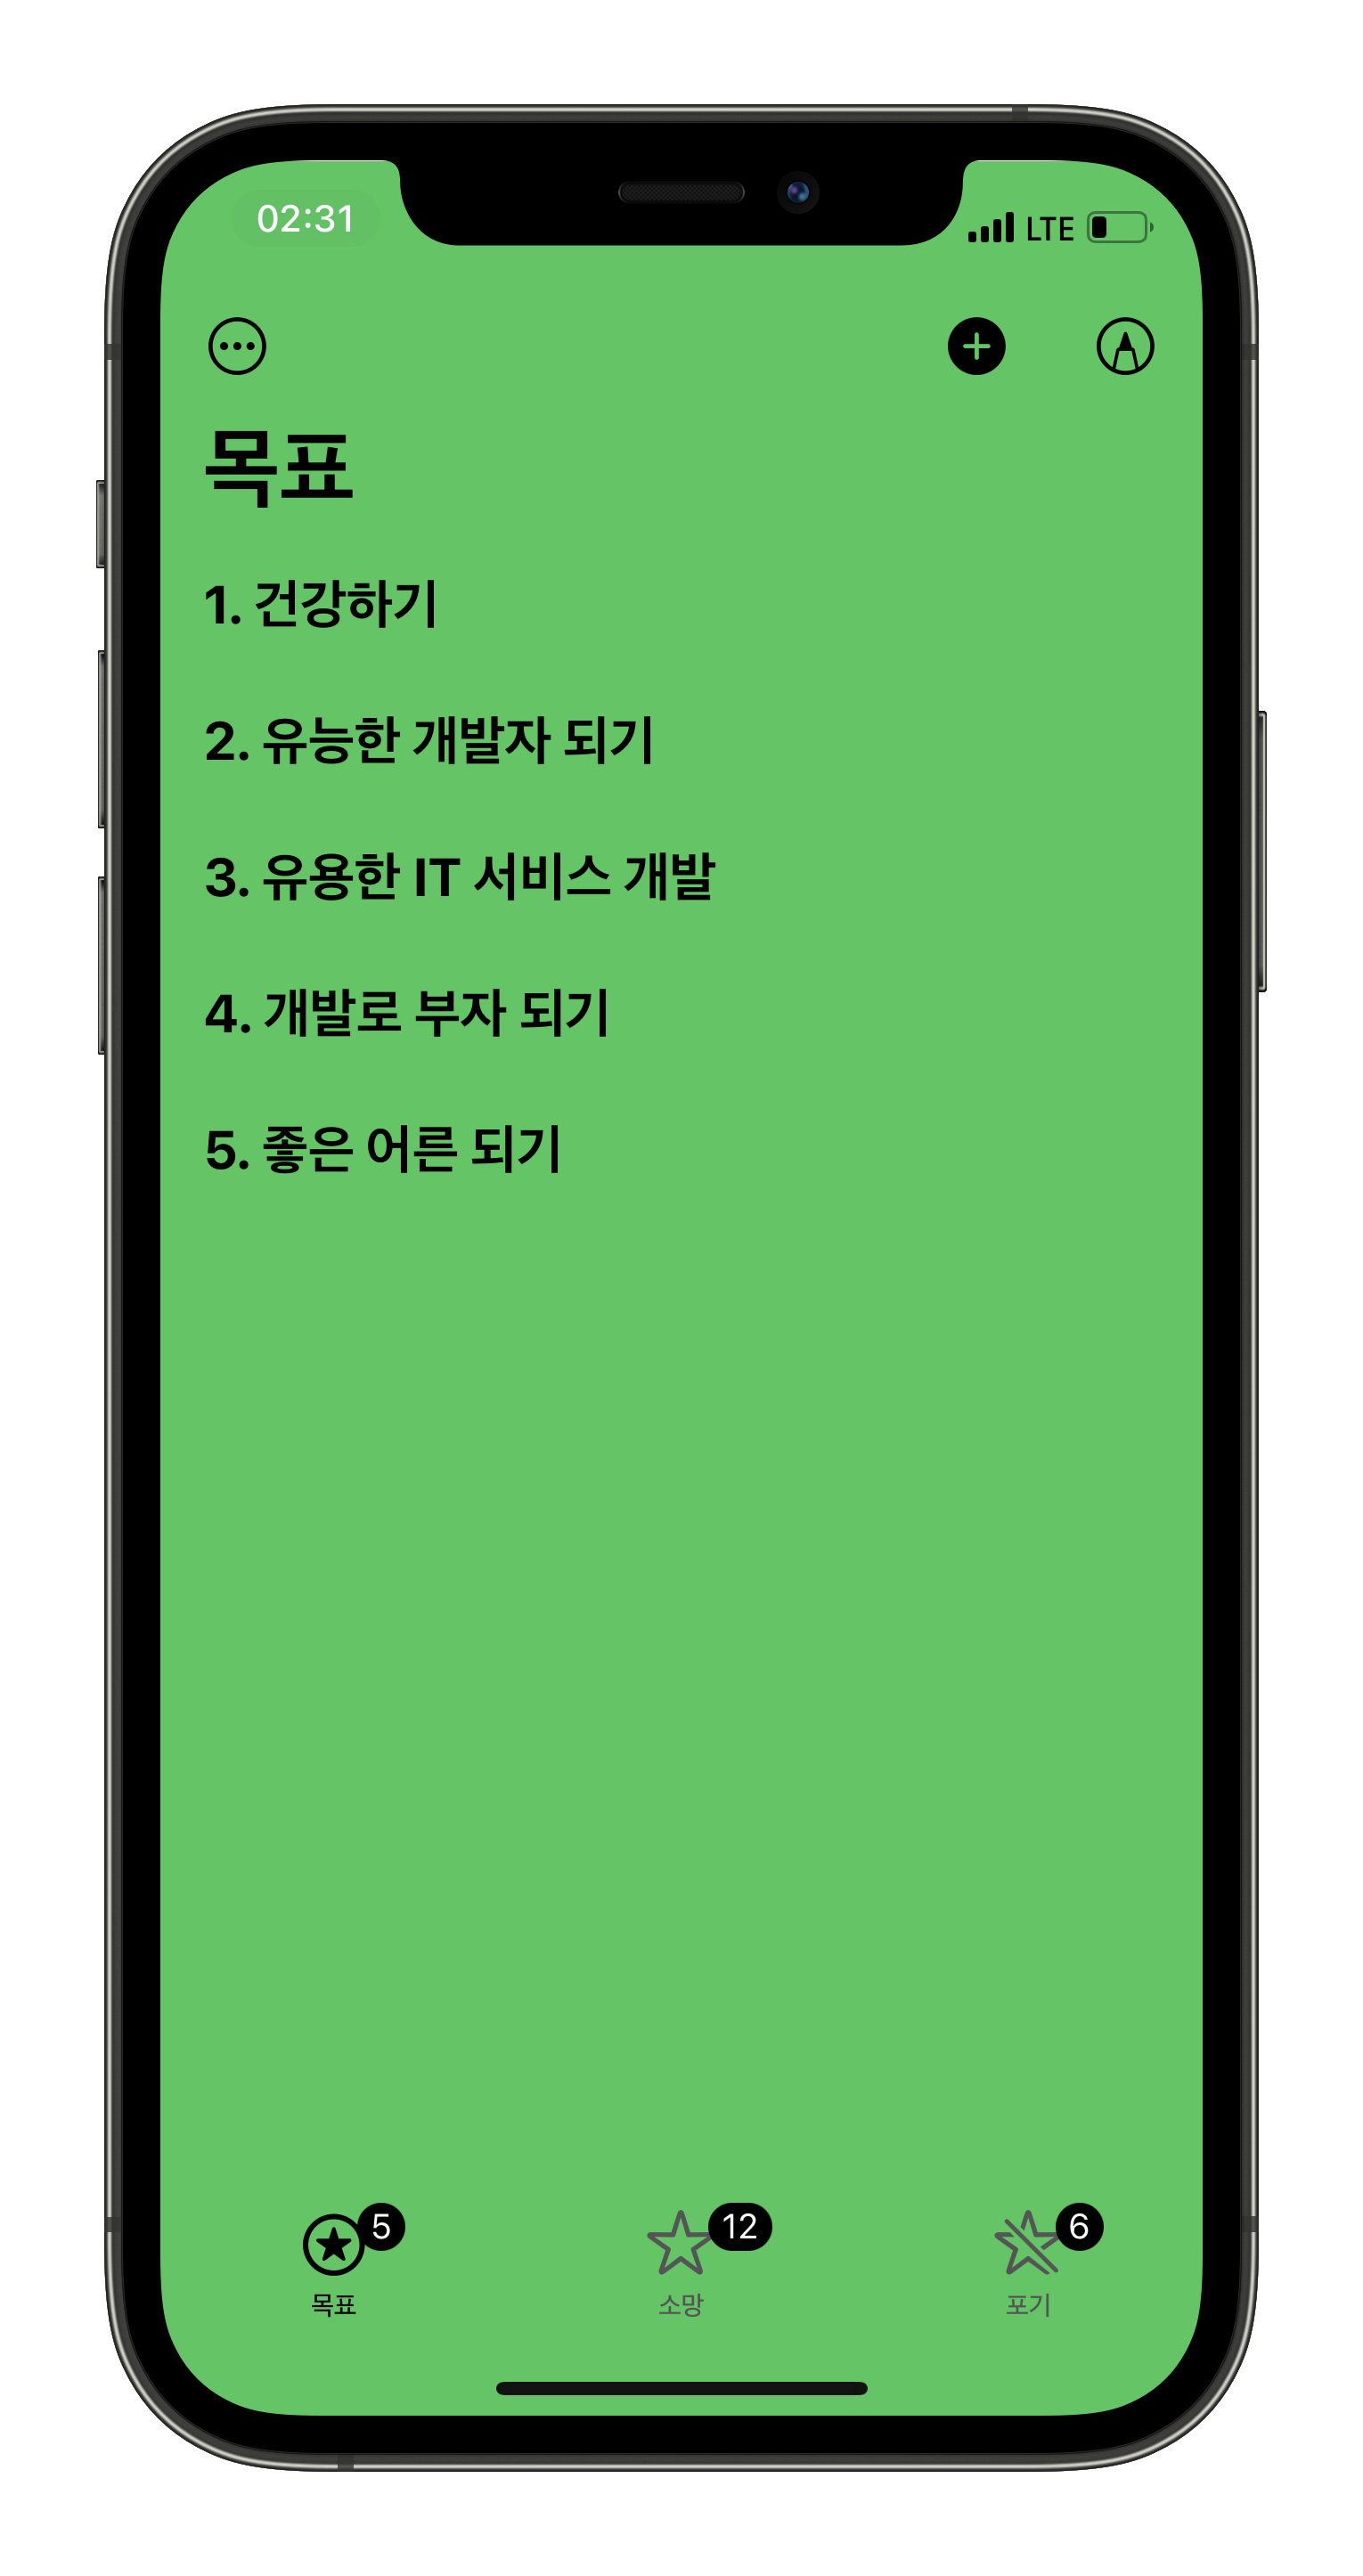 02:31
LTE
목표
1. 건강하기
2. 유능한 개발자 되기
3. 유용한 IT 서비스 개발
4. 개발로 부자 되기
5. 좋은 어른 되기
5
12
6
목표
소망
포기